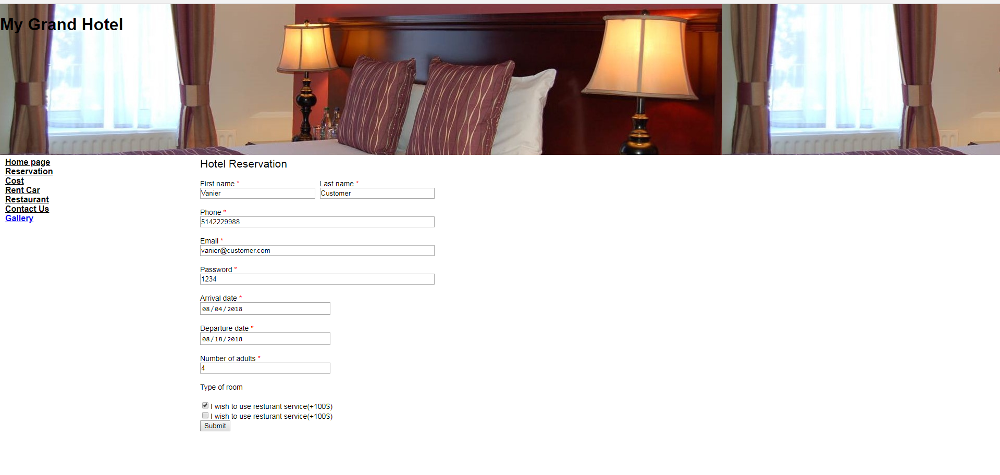 My Grand Hotel
Home page
Reservation
Cost
Rent Car
Restaurant
Contact Us
Gallery
Hotel Reservation
First name * Last name *
Vanier Customer
Phone *
5142229988
Email *
vanier@customer.com
Password *
1234
Arrival date *
08/04/2018
Departure date *
08/18/2018
Number of adults *
4
Type of room
I wish to use resturant service(+100$)
I wish to use resturant service(+100$)
Submit